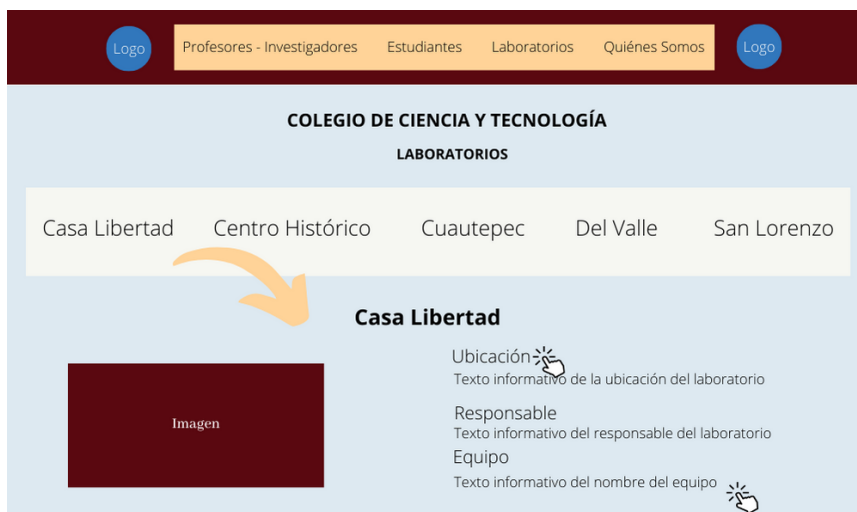 Logo
Profesores - Investigadores Estudiantes Laboratorios Quiénes Somos
Logo
COLEGIO DE CIENCIA Y TECNOLOGÍA
LABORATORIOS
Casa Libertad Centro Histórico Cuautepec Del Valle San Lorenzo
Casa Libertad
Imagen
Ubicación
Texto informativo de la ubicación del laboratorio
Responsable
Texto informativo del responsable del laboratorio
Equipo
Texto informativo del nombre del equipo